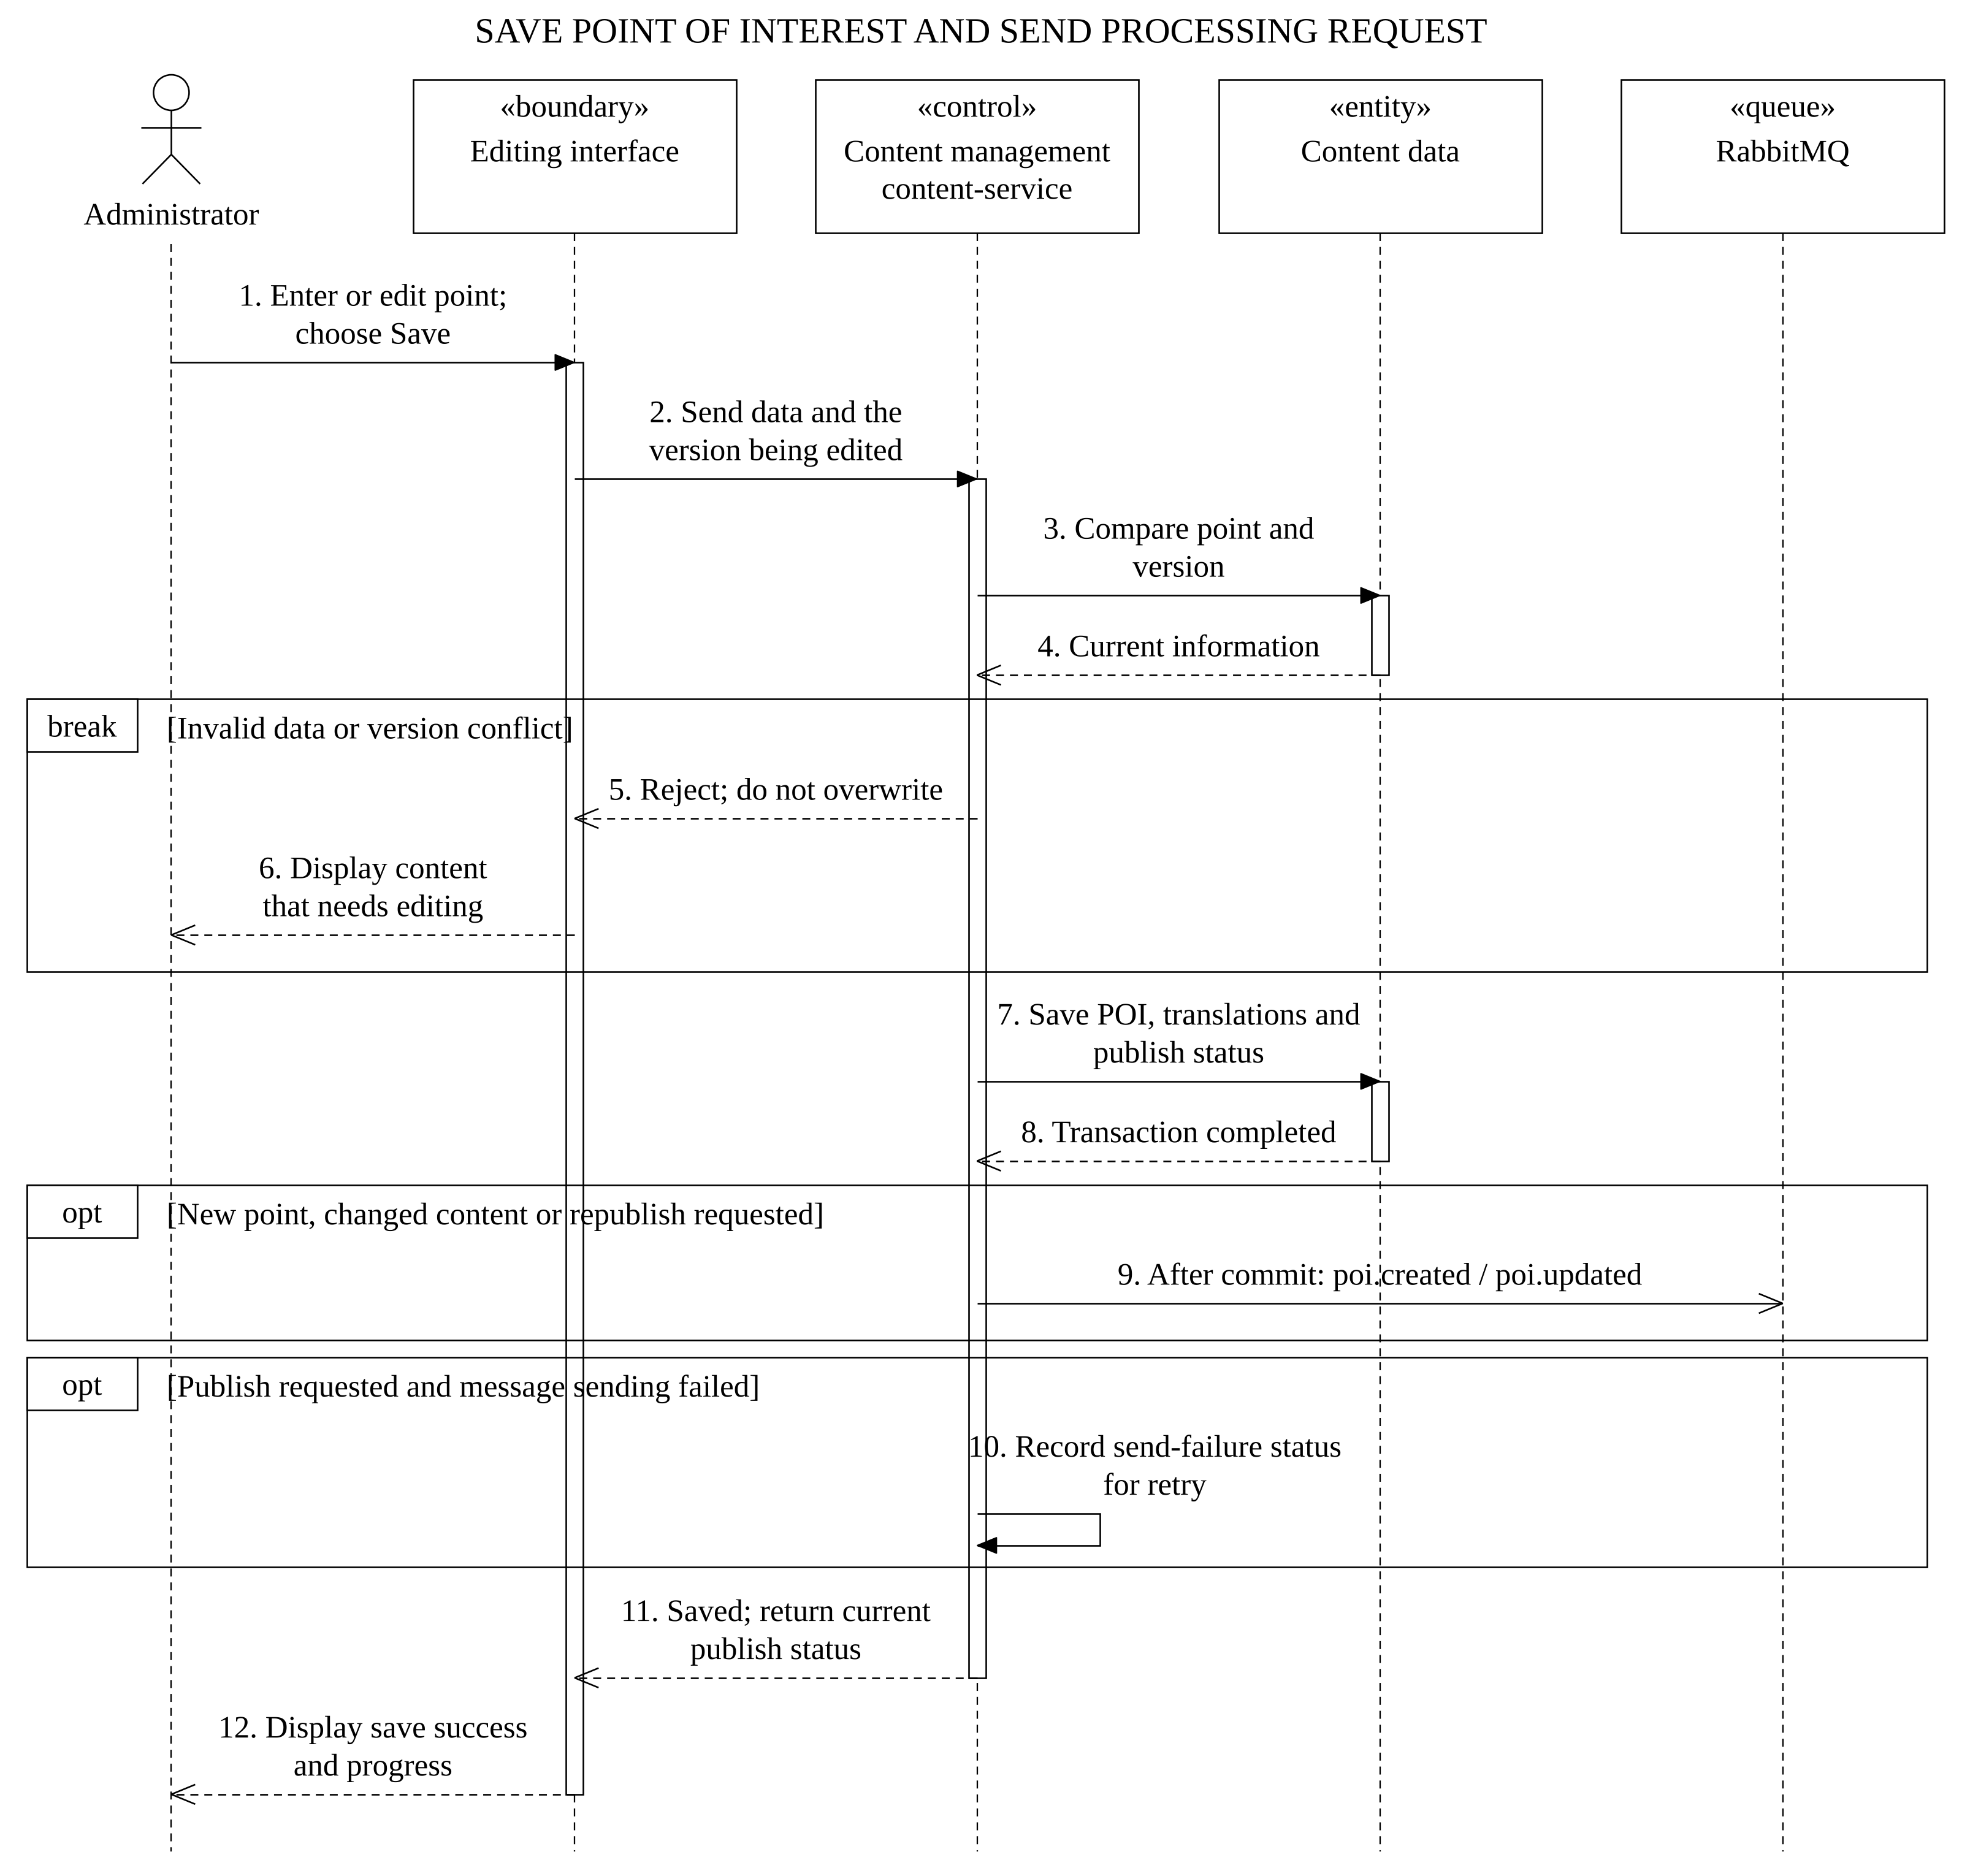 SAVE POINT OF INTEREST AND SEND PROCESSING REQUEST
Administrator
«boundary»
Editing interface
«control»
Content management
content-service
«entity»
Content data
«queue»
RabbitMQ
1. Enter or edit point;
choose Save
2. Send data and the
version being edited
3. Compare point and
version
4. Current information
break
[Invalid data or version conflict]
5. Reject; do not overwrite
6. Display content
that needs editing
7. Save POI, translations and
publish status
8. Transaction completed
opt
[New point, changed content or republish requested]
9. After commit: poi.created / poi.updated
opt
[Publish requested and message sending failed]
10. Record send-failure status
for retry
11. Saved; return current
publish status
12. Display save success
and progress